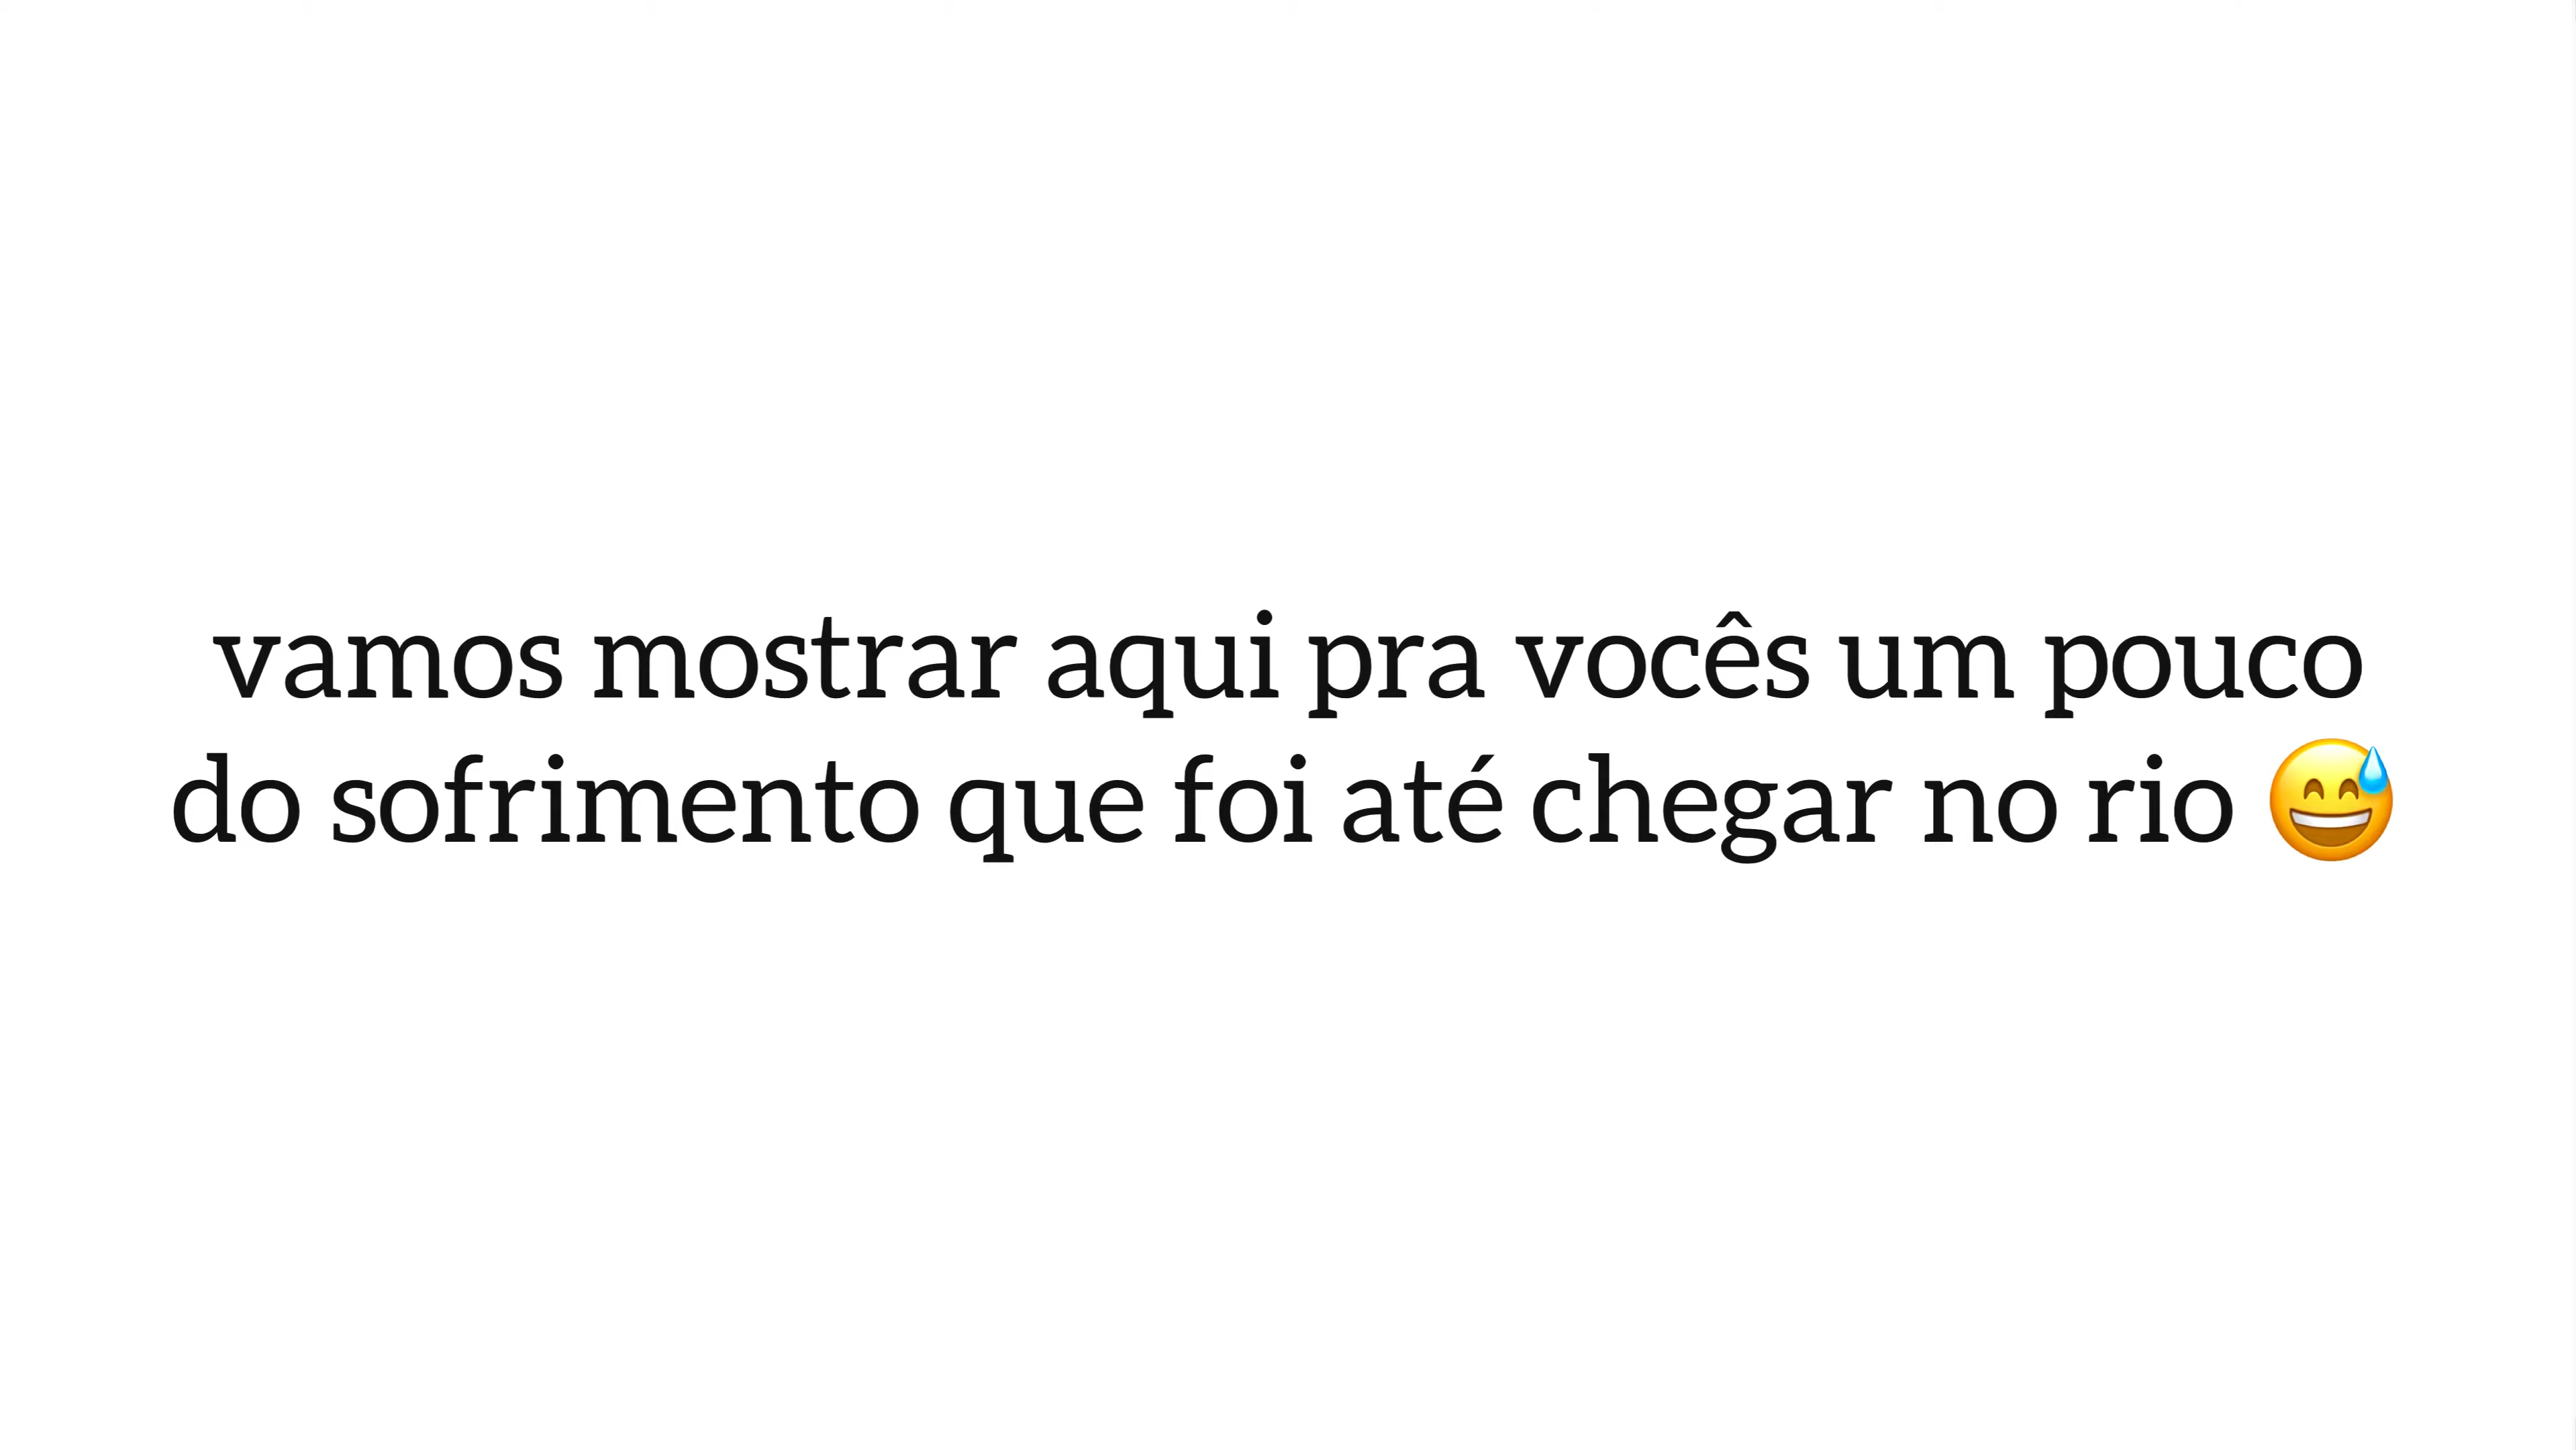 vamos mostrar aqui pra vocês um pouco
do sofrimento que foi até chegar no rio 😅